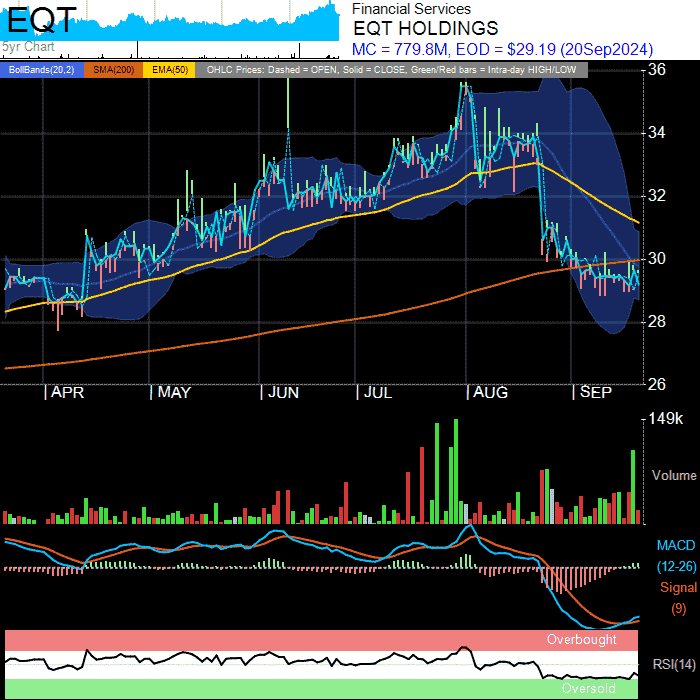 EQT
5yr Chart
Financial Services
EQT HOLDINGS
MC = 779.8M, EOD = $29.19 (20Sep2024)
BollBands(20,2) SMA(200) EMA(50) OHLC Prices: Dashed = OPEN, Solid = CLOSE, Green/Red bars = Intra-day HIGH/LOW
36
34
32
30
28
26
APR MAY JUN JUL AUG SEP
149k
Volume
MACD
(12-26)
Signal
(9)
Overbought
RSI(14)
Oversold